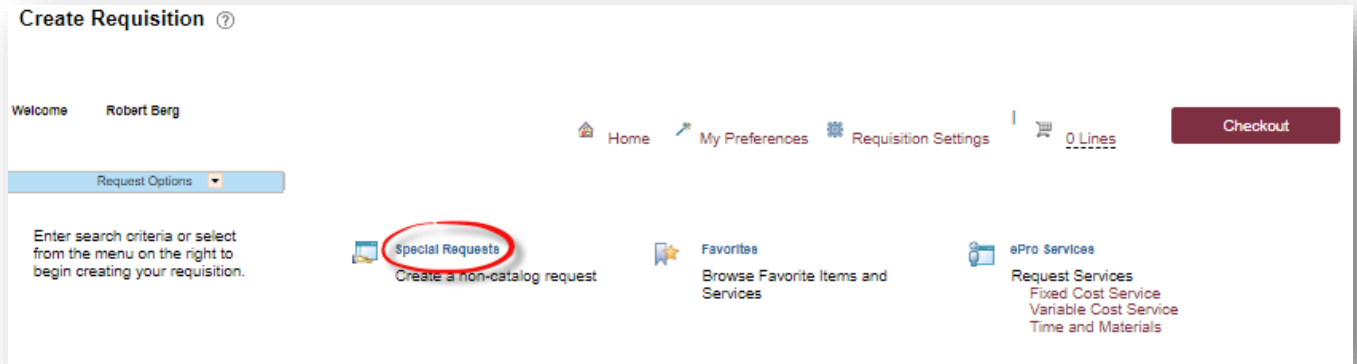 Create Requisition ?
Welcome Robert Berg
Home My Preferences Requisition Settings 0 Lines Checkout
Request Options
Enter search criteria or select
from the menu on the right to
begin creating your requisition.
Special Requests
Create a non-catalog request
Favorites
Browse Favorite Items and
Services
ePro Services
Request Services
Fixed Cost Service
Variable Cost Service
Time and Materials